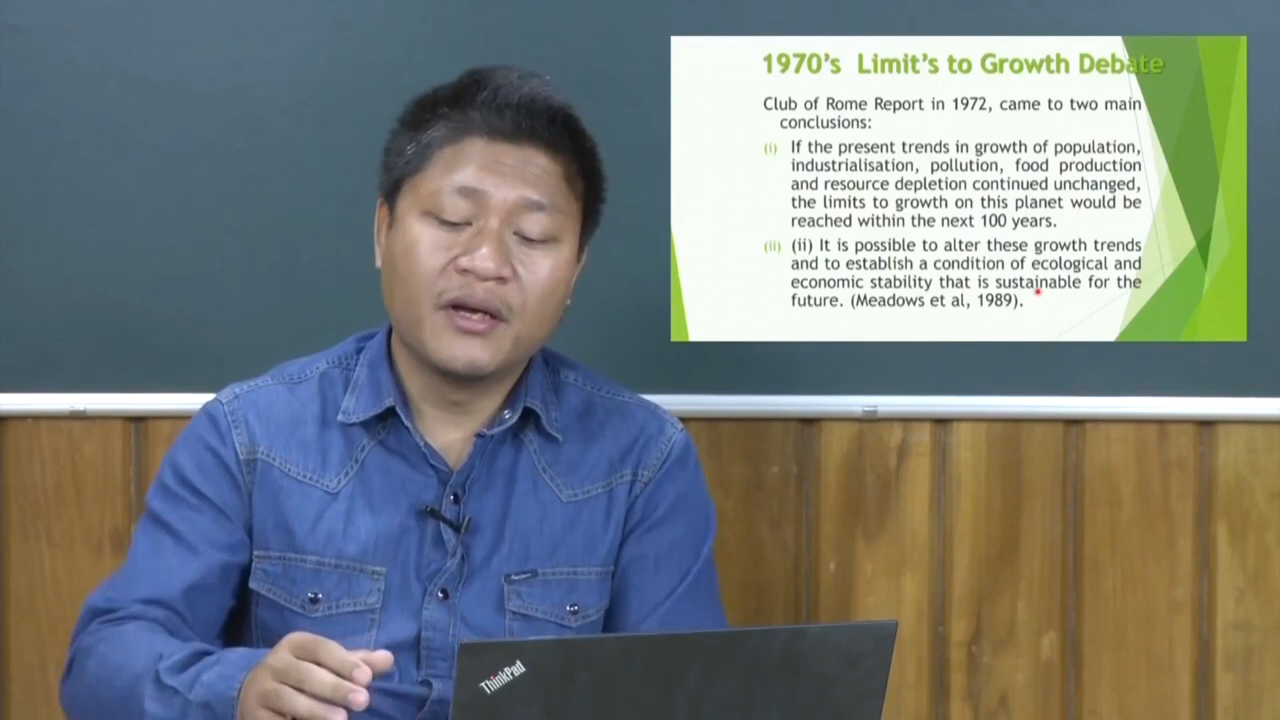 1970’s Limit’s to Growth Debate
Club of Rome Report in 1972, came to two main
conclusions:
(i) If the present trends in growth of population,
industrialisation, pollution, food production
and resource depletion continued unchanged,
the limits to growth on this planet would be
reached within the next 100 years.
(ii) (ii) It is possible to alter these growth trends
and to establish a condition of ecological and
economic stability that is sustainable for the
future. (Meadows et al, 1989).
ThinkPad